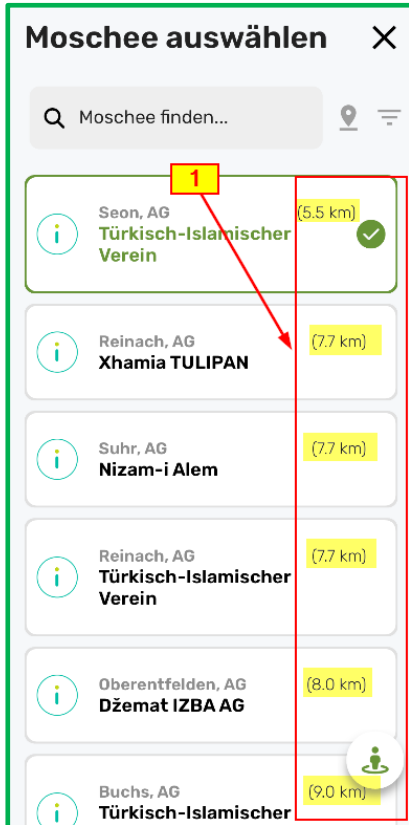 Moschee auswählen
Moschee finden...
1
Seon, AG (5.5 km)
Türkisch-Islamischer
Verein
Reinach, AG (7.7 km)
Xhamia TULIPAN
Suhr, AG (7.7 km)
Nizam-i Alem
Reinach, AG (7.7 km)
Türkisch-Islamischer
Verein
Oberentfelden, AG (8.0 km)
Džemat IZBA AG
Buchs, AG (9.0 km)
Türkisch-Islamischer